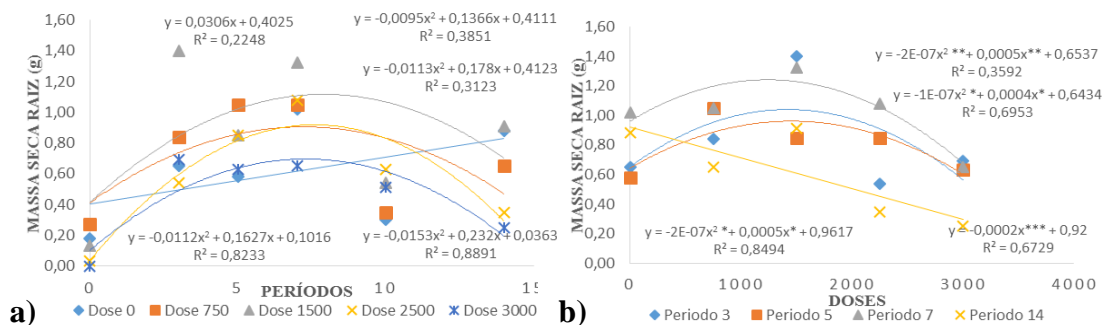 MASSA SECA RAIZ (g)
1,60
1,40
1,20
1,00
0,80
0,60
0,40
0,20
0,00
y = 0,0306x + 0,4025
R² = 0,2248
y = -0,0095x² + 0,1366x + 0,4111
R² = 0,3851
y = -0,0113x² + 0,178x + 0,4123
R² = 0,3123
y = -0,0112x² + 0,1627x + 0,1016
R² = 0,8233
y = -0,0153x² + 0,232x + 0,0363
R² = 0,8891
0 5 10 15
PERÍODOS
a)
Dose 0 Dose 750 Dose 1500 Dose 2500 Dose 3000
MASSA SECA RAIZ (g)
1,60
1,40
1,20
1,00
0,80
0,60
0,40
0,20
0,00
y = -2E-07x² ** + 0,0005x** + 0,6537
R² = 0,3592
y = -1E-07x² * + 0,0004x* + 0,6434
R² = 0,6953
y = -2E-07x² * + 0,0005x* + 0,9617
R² = 0,8494
y = -0,0002x*** + 0,92
R² = 0,6729
0 1000 2000 3000 4000
DOSES
b)
Periodo 3 Periodo 5 Periodo 7 Periodo 14